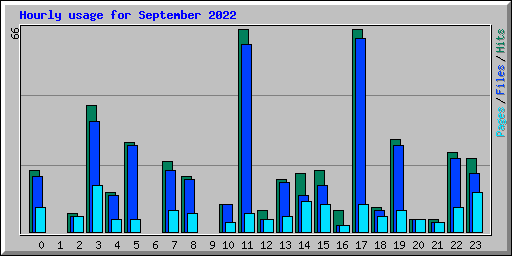 Hourly usage for September 2022
66
Pages / Files / Hits
0 1 2 3 4 5 6 7 8 9 10 11 12 13 14 15 16 17 18 19 20 21 22 23